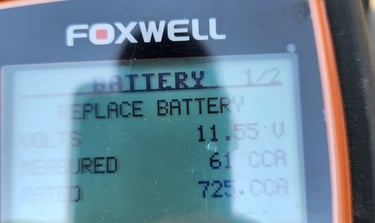 FOXWELL
BATTERY 1/2
REPLACE BATTERY
VOLTS 11.55 V
MEASURED 61 CCA
RATED 725 CCA